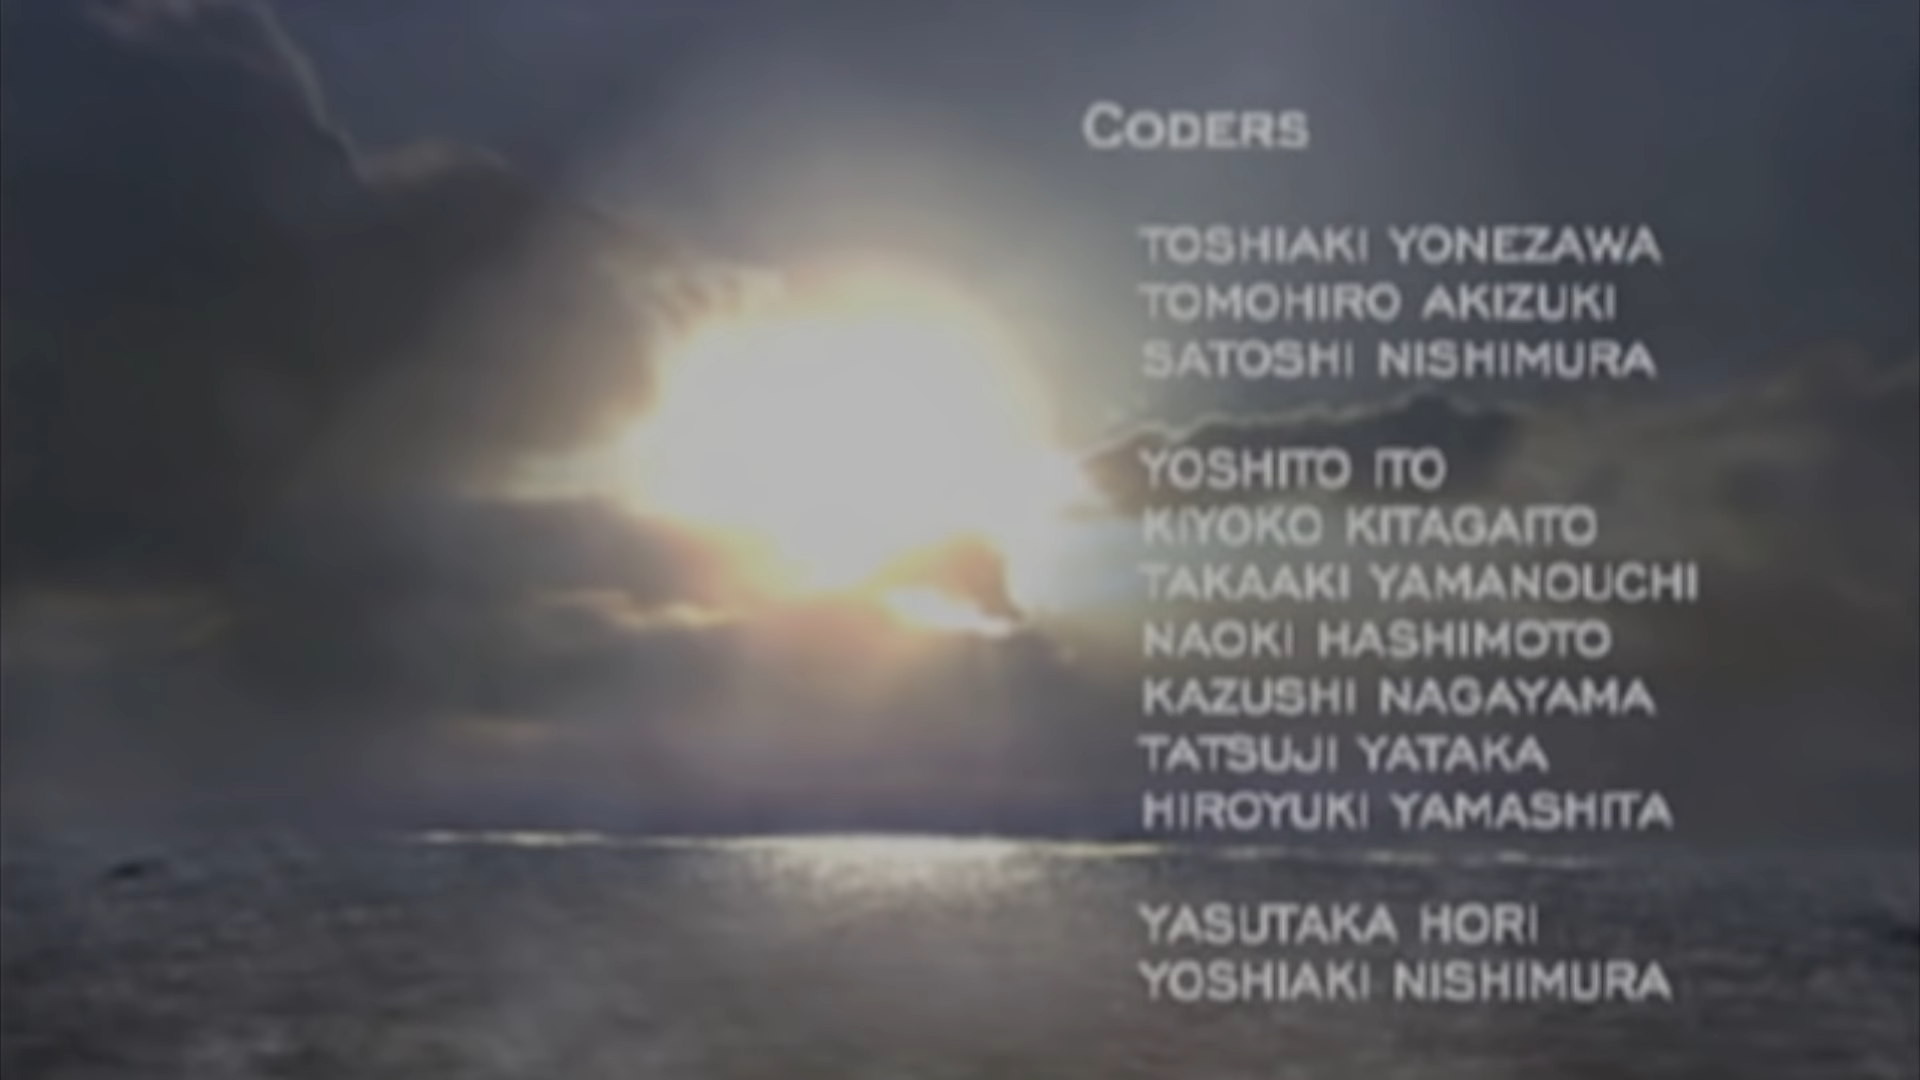 CODERS
TOSHIAKI YONEZAWA
TOMOHIRO AKIZUKI
SATOSHI NISHIMURA
YOSHITO ITO
KIYOKO KITAGAITO
TAKAAKI YAMANOUCHI
NAOKI HASHIMOTO
KAZUSHI NAGAYAMA
TATSUJI YATAKA
HIROYUKI YAMASHITA
YASUTAKA HORI
YOSHIAKI NISHIMURA